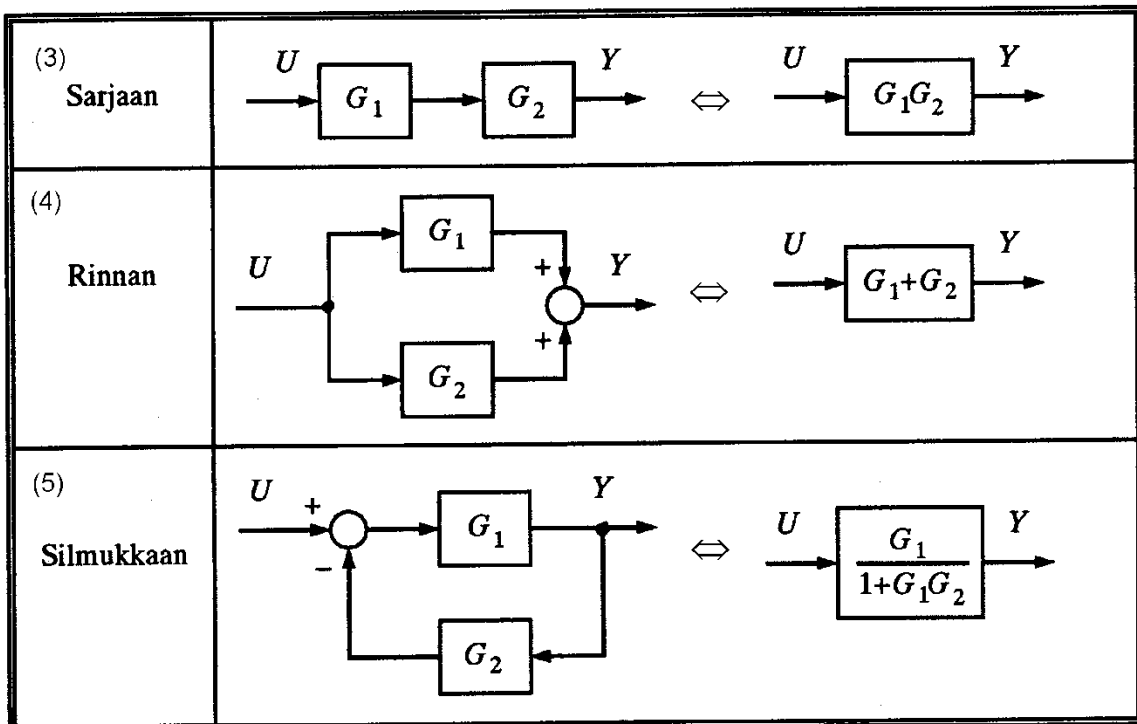 (3)
Sarjaan
U G₁ G₂ Y ⇔ U G₁G₂ Y
(4)
Rinnan
U G₁ G₂ + + Y ⇔ U G₁+G₂ Y
(5)
Silmukkaan
U + − G₁ G₂ Y ⇔ U G₁ Y
1+G₁G₂